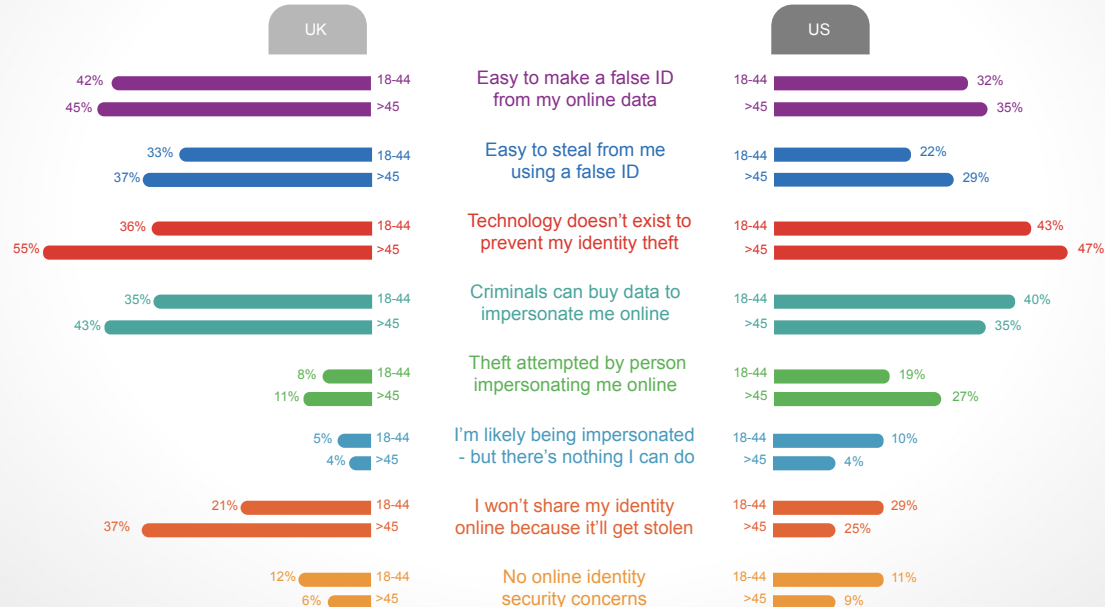 UK US
42% 18-44 Easy to make a false ID 18-44 32%
45% >45 from my online data >45 35%
33% 18-44 Easy to steal from me 18-44 22%
37% >45 using a false ID >45 29%
36% 18-44 Technology doesn’t exist to 18-44 43%
55% >45 prevent my identity theft >45 47%
35% 18-44 Criminals can buy data to 18-44 40%
43% >45 impersonate me online >45 35%
8% 18-44 Theft attempted by person 18-44 19%
11% >45 impersonating me online >45 27%
5% 18-44 I’m likely being impersonated 18-44 10%
4% >45 - but there’s nothing I can do >45 4%
21% 18-44 I won’t share my identity 18-44 29%
37% >45 online because it’ll get stolen >45 25%
12% 18-44 No online identity 18-44 11%
6% >45 security concerns >45 9%